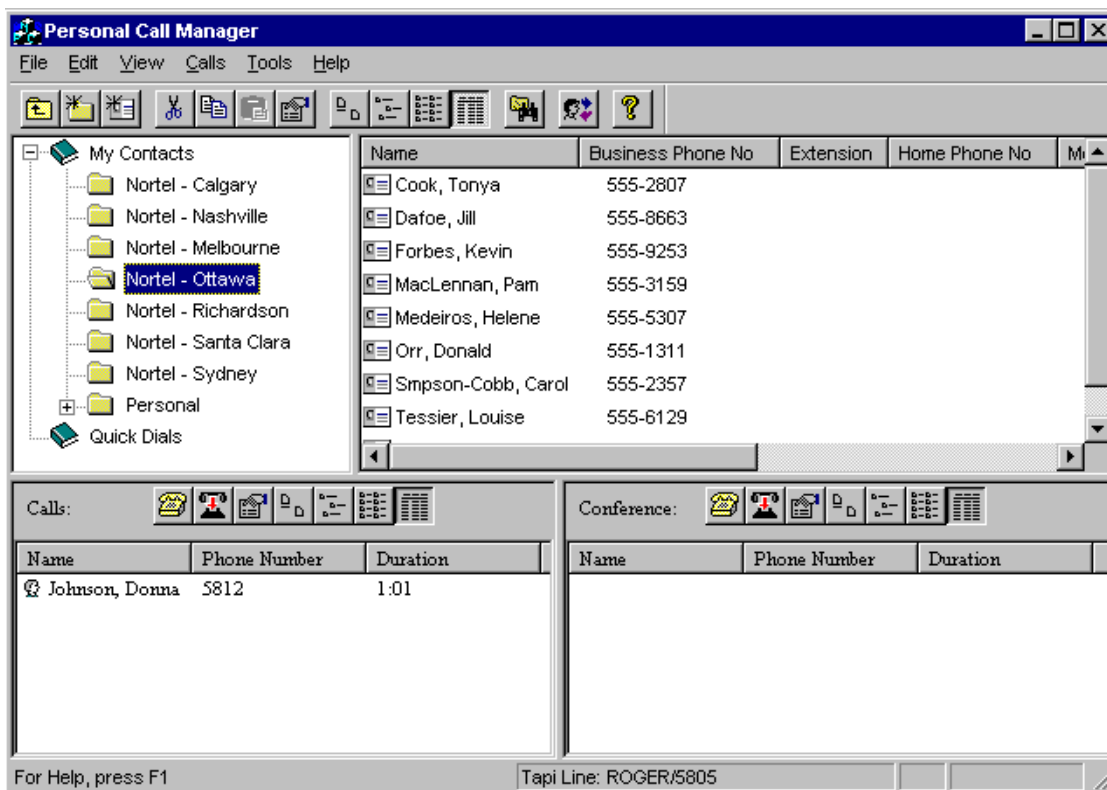 Personal Call Manager
File Edit View Calls Tools Help
My Contacts
Nortel - Calgary
Nortel - Nashville
Nortel - Melbourne
Nortel - Ottawa
Nortel - Richardson
Nortel - Santa Clara
Nortel - Sydney
Personal
Quick Dials
Name Business Phone No Extension Home Phone No
Cook, Tonya 555-2807
Dafoe, Jill 555-8663
Forbes, Kevin 555-9253
MacLennan, Pam 555-3159
Medeiros, Helene 555-5307
Orr, Donald 555-1311
Smpson-Cobb, Carol 555-2357
Tessier, Louise 555-6129
Calls:
Name Phone Number Duration
Johnson, Donna 5812 1:01
Conference:
Name Phone Number Duration
For Help, press F1 Tapi Line: ROGER/5805